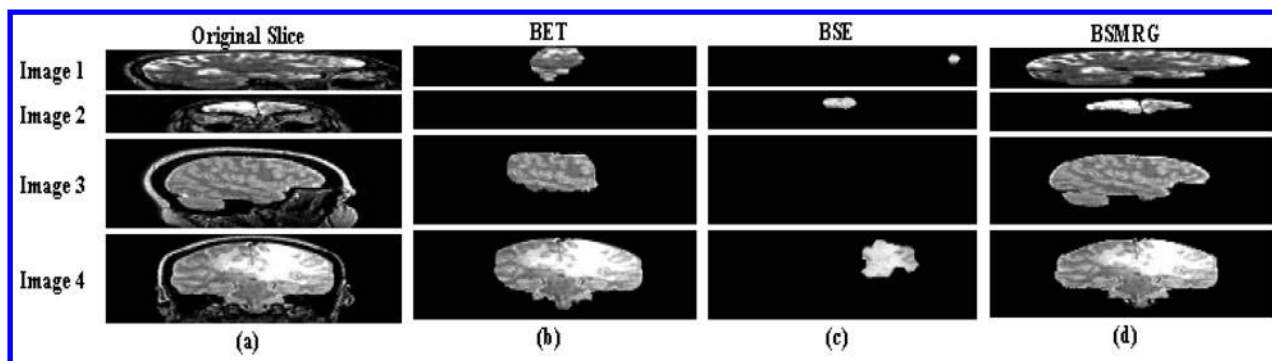 Original Slice BET BSE BSMRG
Image 1
Image 2
Image 3
Image 4
(a) (b) (c) (d)